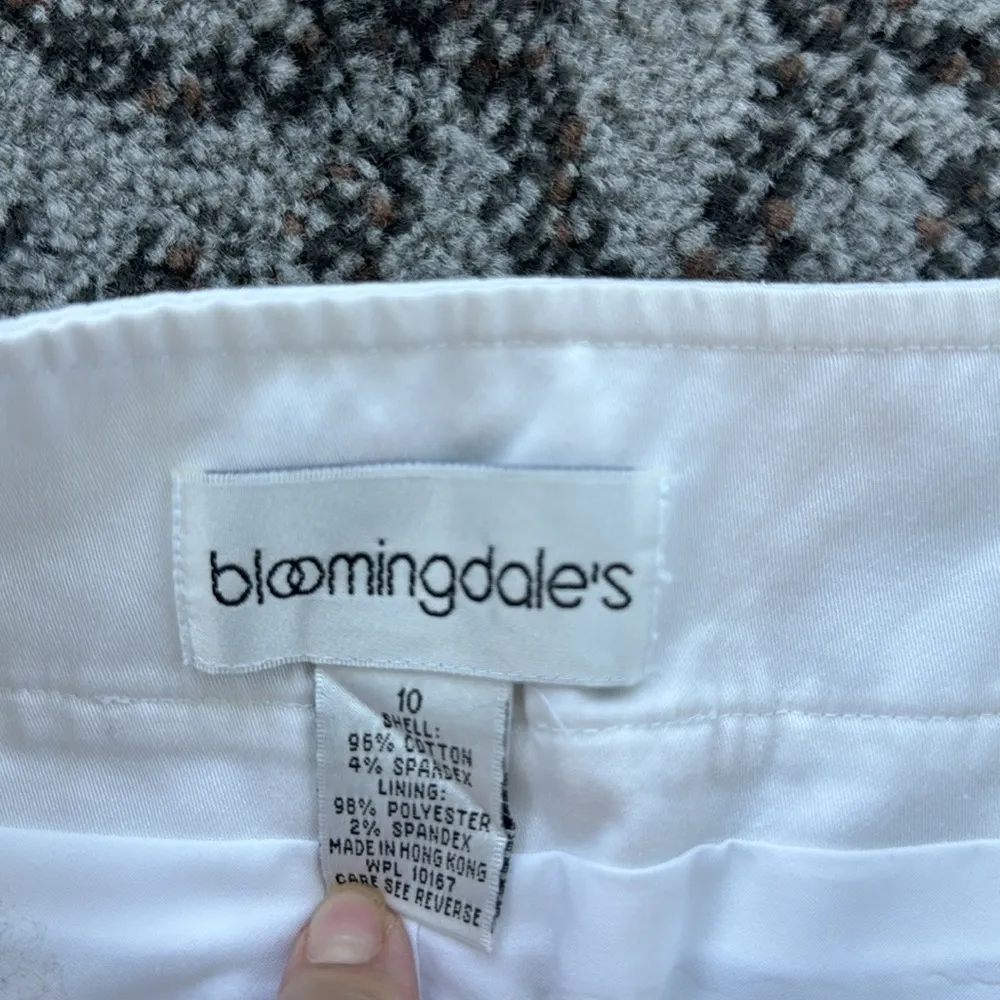 bloomingdale's
10
SHELL:
96% COTTON
4% SPANDEX
LINING:
98% POLYESTER
2% SPANDEX
MADE IN HONG KONG
WPL 10167
CARE SEE REVERSE